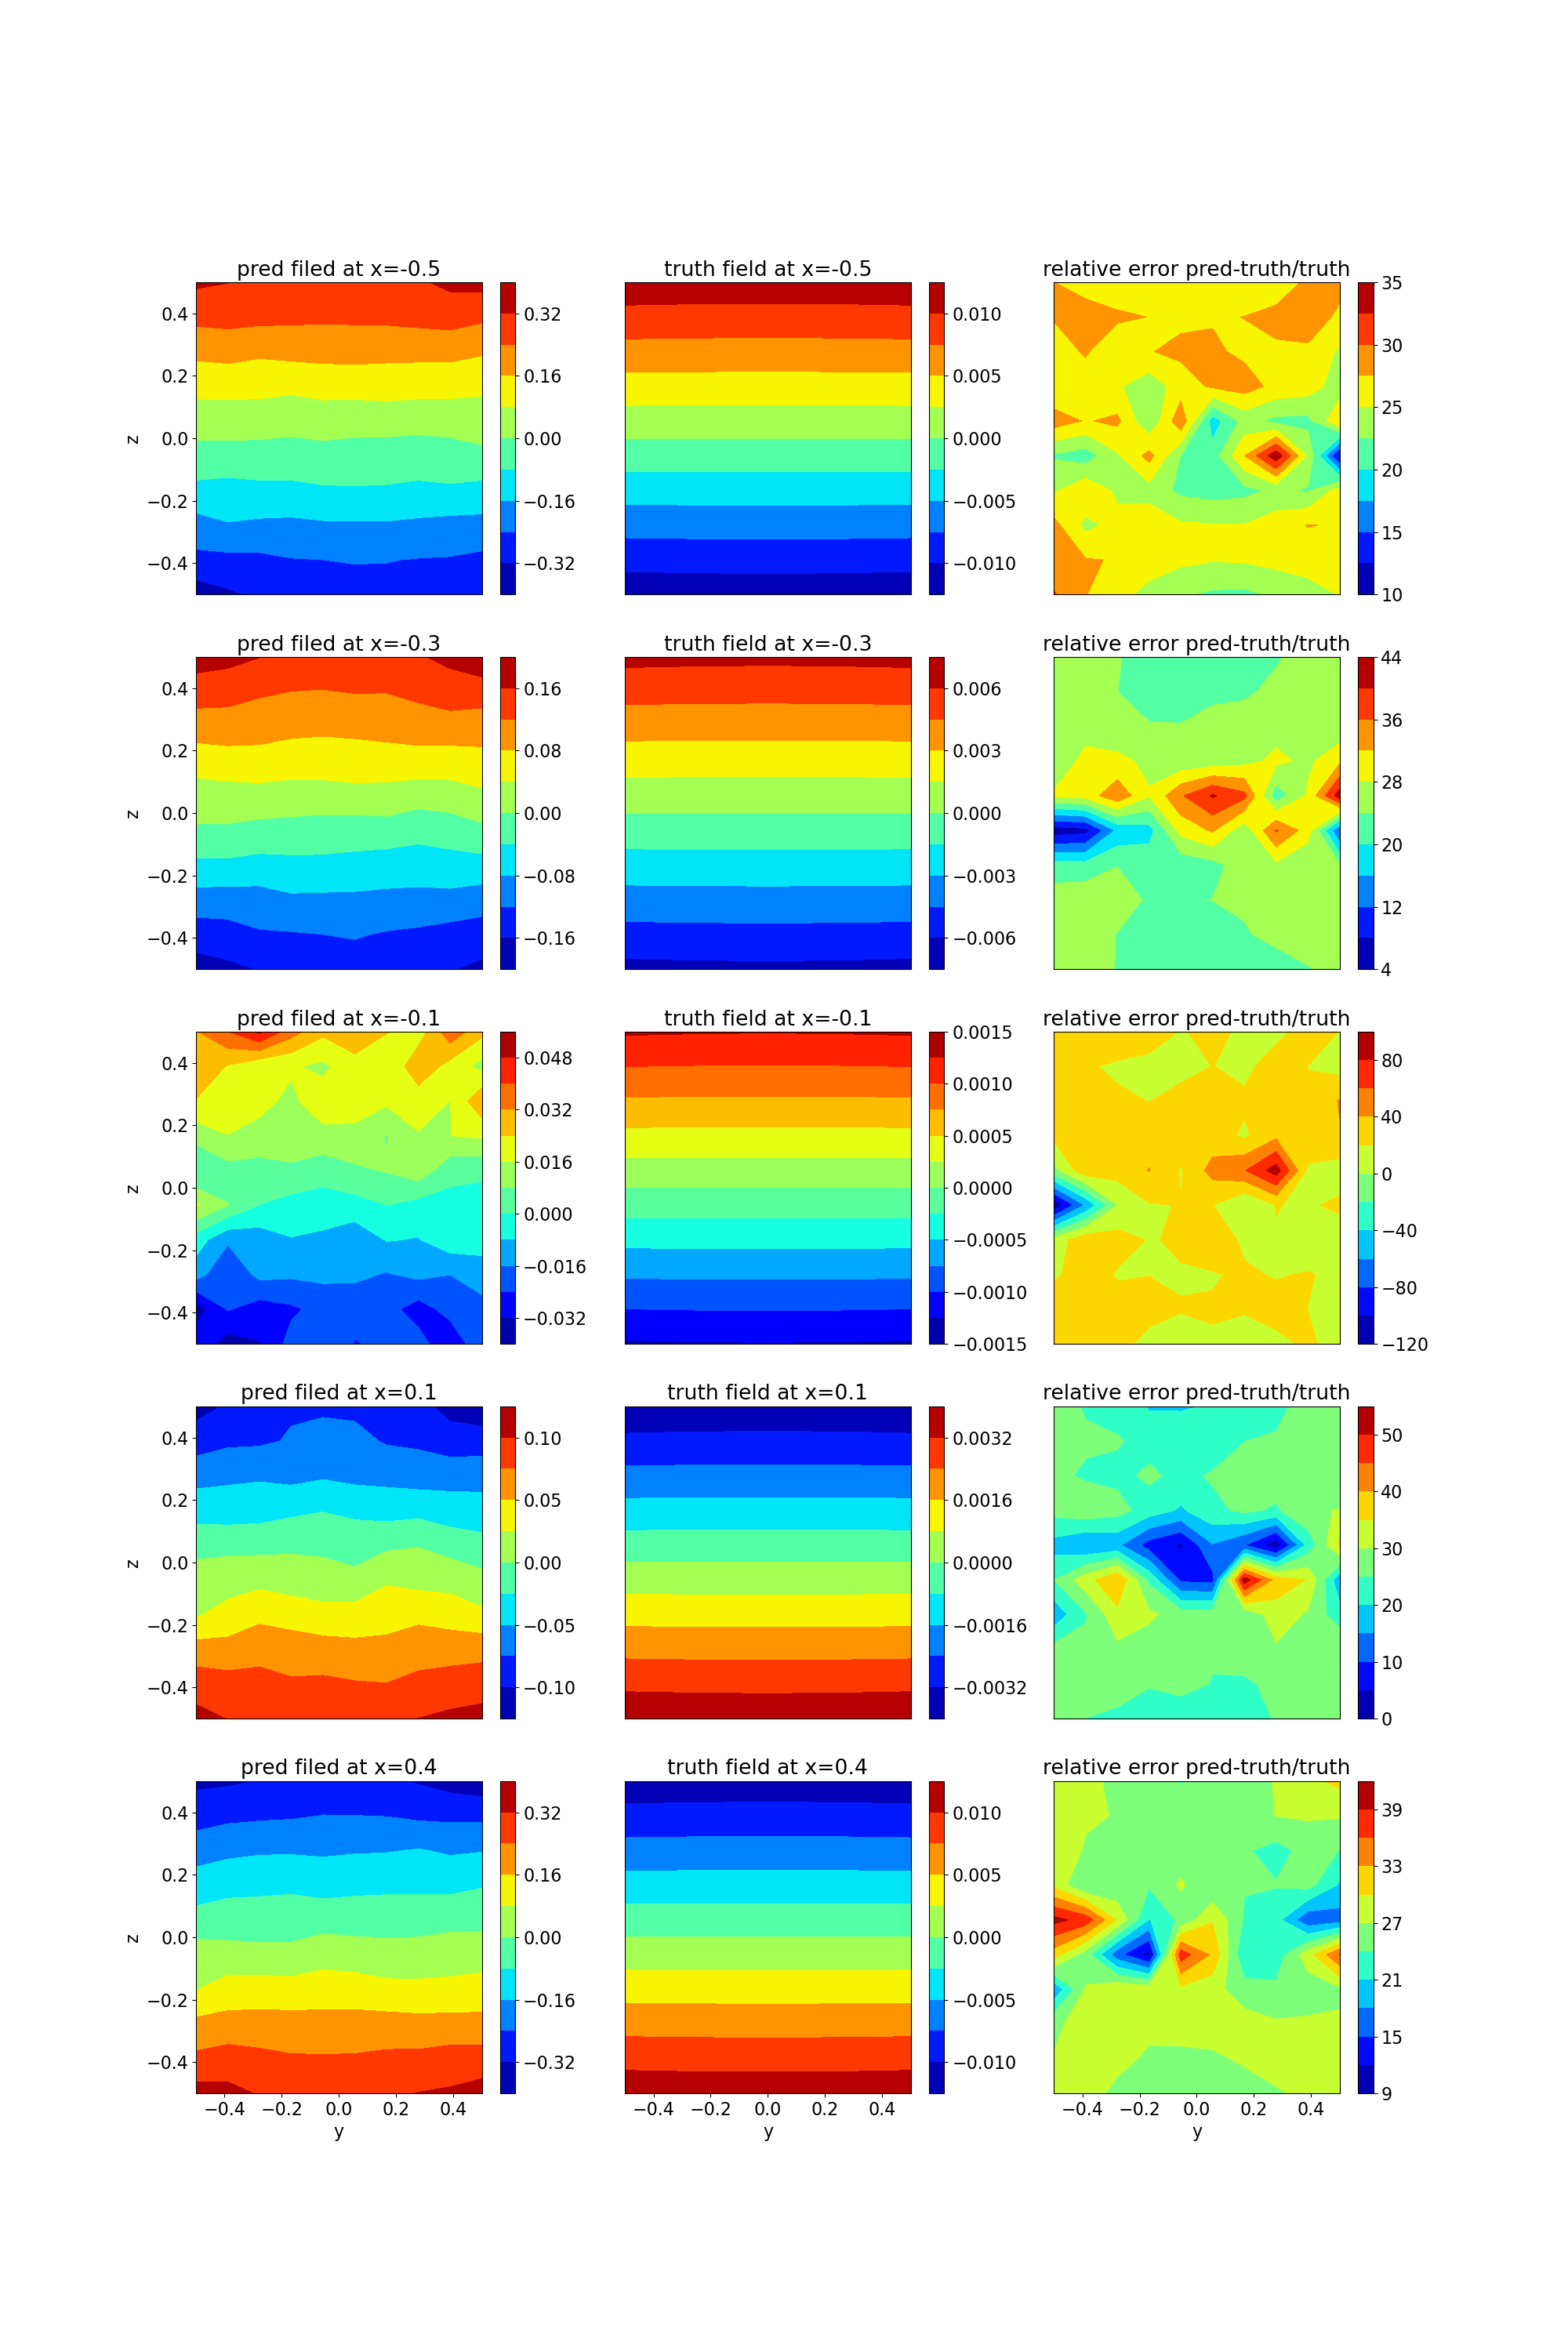 pred filed at x=-0.5 truth field at x=-0.5 relative error pred-truth/truth
z
0.4 0.2 0.0 −0.2 −0.4
0.32 0.16 0.00 −0.16 −0.32
0.010 0.005 0.000 −0.005 −0.010
35 30 25 20 15 10
pred filed at x=-0.3 truth field at x=-0.3 relative error pred-truth/truth
z
0.4 0.2 0.0 −0.2 −0.4
0.16 0.08 0.00 −0.08 −0.16
0.006 0.003 0.000 −0.003 −0.006
44 36 28 20 12 4
pred filed at x=-0.1 truth field at x=-0.1 relative error pred-truth/truth
z
0.4 0.2 0.0 −0.2 −0.4
0.048 0.032 0.016 0.000 −0.016 −0.032
0.0015 0.0010 0.0005 0.0000 −0.0005 −0.0010 −0.0015
80 40 0 −40 −80 −120
pred filed at x=0.1 truth field at x=0.1 relative error pred-truth/truth
z
0.4 0.2 0.0 −0.2 −0.4
0.10 0.05 0.00 −0.05 −0.10
0.0032 0.0016 0.0000 −0.0016 −0.0032
50 40 30 20 10 0
pred filed at x=0.4 truth field at x=0.4 relative error pred-truth/truth
z
0.4 0.2 0.0 −0.2 −0.4
0.32 0.16 0.00 −0.16 −0.32
0.010 0.005 0.000 −0.005 −0.010
39 33 27 21 15 9
−0.4 −0.2 0.0 0.2 0.4 −0.4 −0.2 0.0 0.2 0.4 −0.4 −0.2 0.0 0.2 0.4
y y y